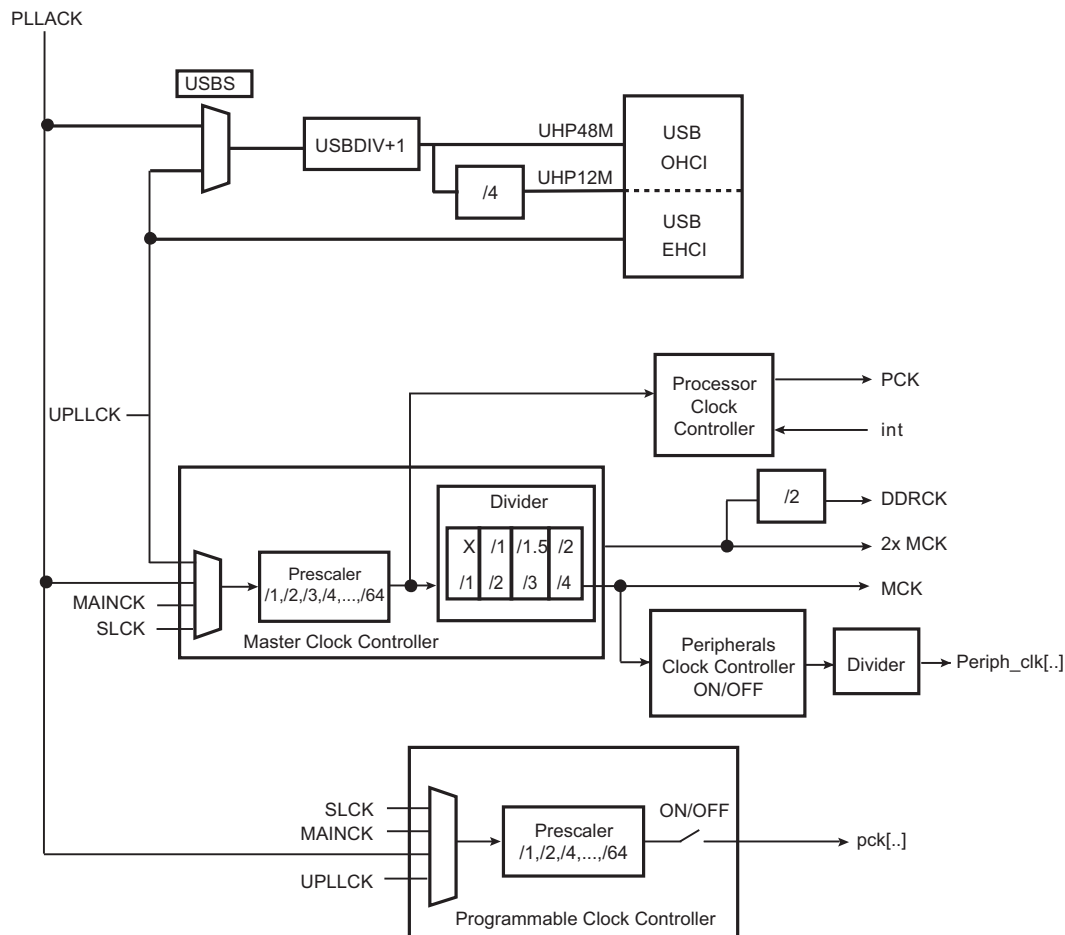 PLLACK
USBS
USBDIV+1
UHP48M
USB
OHCI
/4
UHP12M
USB
EHCI
UPLLCK
Processor
Clock
Controller
PCK
int
/2
DDRCK
Divider
X /1 /1.5 /2
/1 /2 /3 /4
2x MCK
MCK
Prescaler
/1,/2,/3,/4,...,/64
MAINCK
SLCK
Master Clock Controller
Peripherals
Clock Controller
ON/OFF
Divider
Periph_clk[..]
SLCK
MAINCK
UPLLCK
Prescaler
/1,/2,/4,...,/64
ON/OFF
pck[..]
Programmable Clock Controller